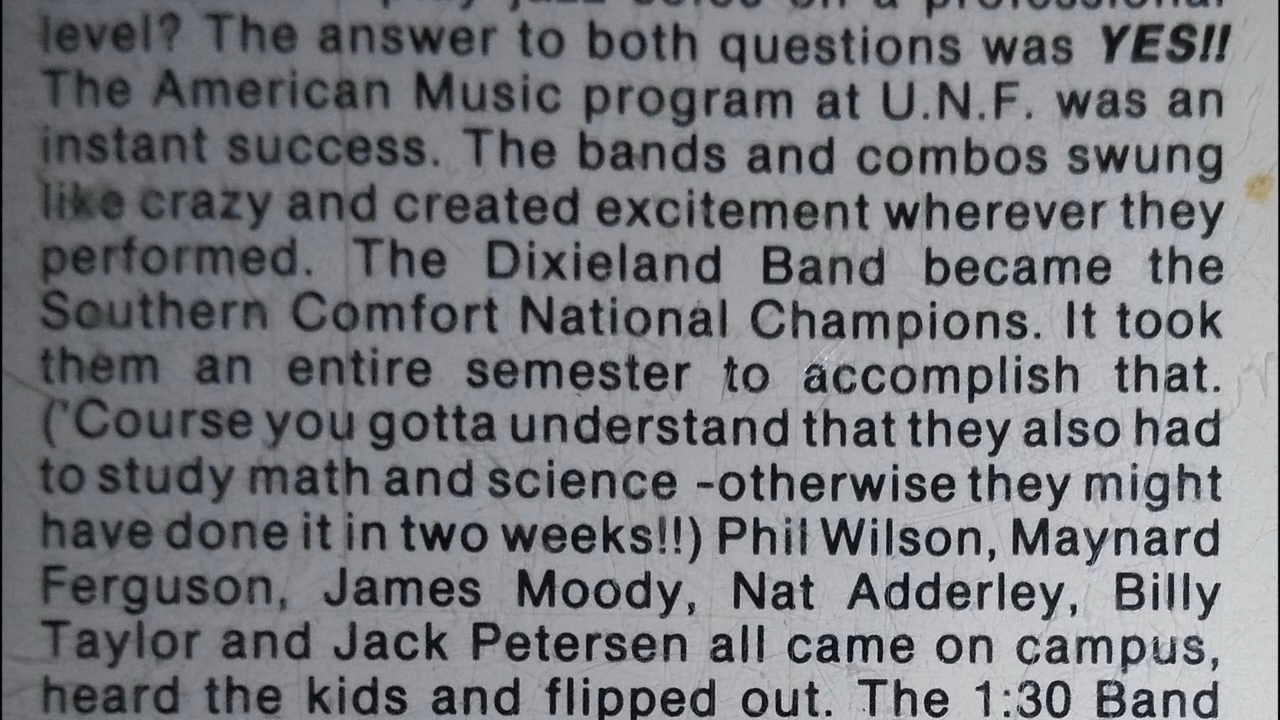 level? The answer to both questions was YES!!
The American Music program at U.N.F. was an
instant success. The bands and combos swung
like crazy and created excitement wherever they
performed. The Dixieland Band became the
Southern Comfort National Champions. It took
them an entire semester to accomplish that.
('Course you gotta understand that they also had
to study math and science -otherwise they might
have done it in two weeks!!) Phil Wilson, Maynard
Ferguson, James Moody, Nat Adderley, Billy
Taylor and Jack Petersen all came on campus,
heard the kids and flipped out. The 1:30 Band